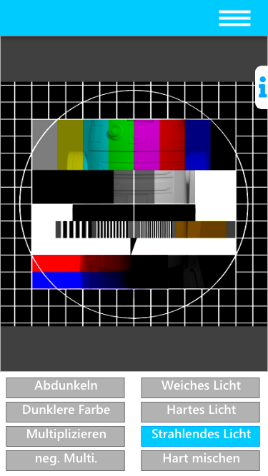 i
Abdunkeln
Weiches Licht
Dunklere Farbe
Hartes Licht
Multiplizieren
Strahlendes Licht
neg. Multi.
Hart mischen